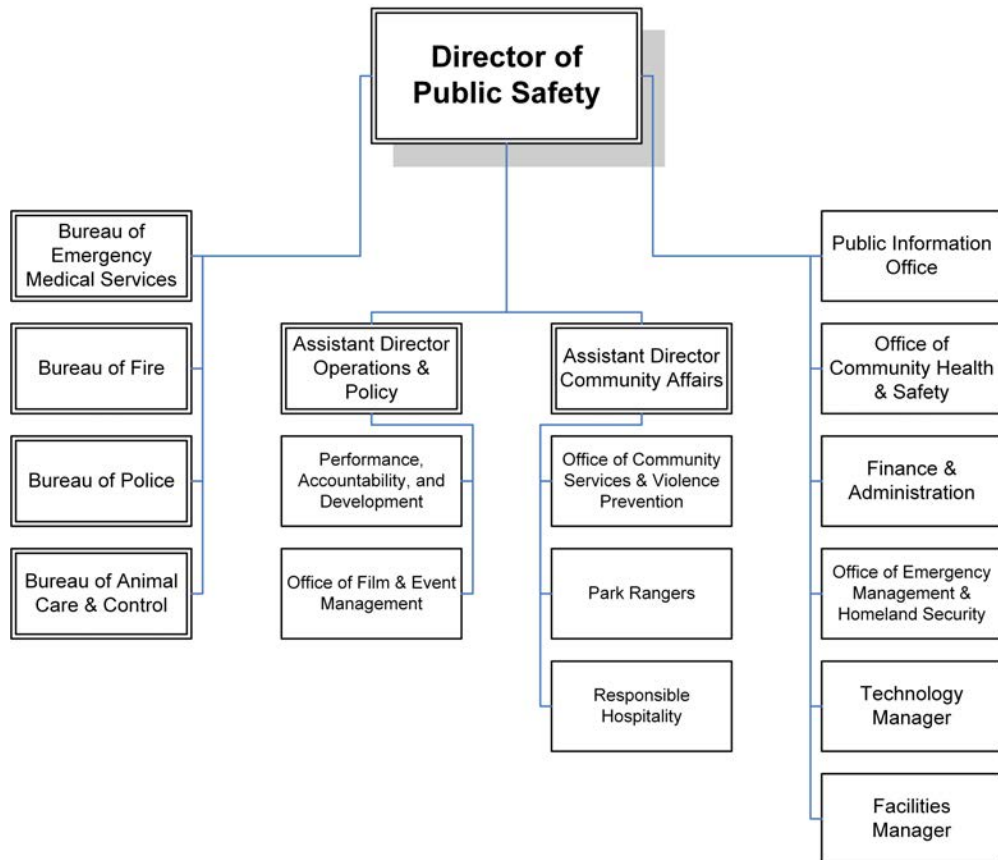 Director of
Public Safety
Bureau of
Emergency
Medical Services
Bureau of Fire
Bureau of Police
Bureau of Animal
Care & Control
Assistant Director
Operations &
Policy
Performance,
Accountability, and
Development
Office of Film & Event
Management
Assistant Director
Community Affairs
Office of Community
Services & Violence
Prevention
Park Rangers
Responsible
Hospitality
Public Information
Office
Office of
Community Health
& Safety
Finance &
Administration
Office of Emergency
Management &
Homeland Security
Technology
Manager
Facilities
Manager